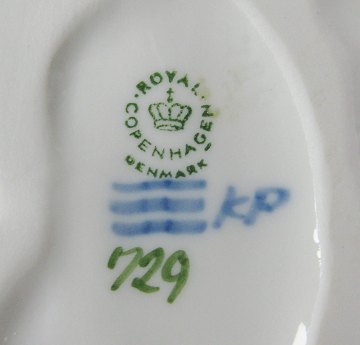 ROYAL COPENHAGEN
DENMARK
KP
729